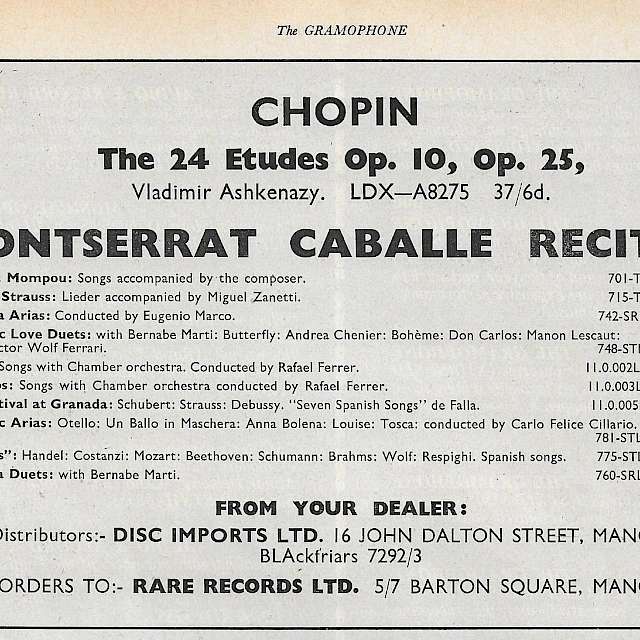 The GRAMOPHONE
CHOPIN
The 24 Etudes Op. 10, Op. 25,
Vladimir Ashkenazy. LDX—A8275 37/6d.
ONTSERRAT CABALLE RECIT
Mompou: Songs accompanied by the composer. 701-T
Strauss: Lieder accompanied by Miguel Zanetti. 715-T
a Arias: Conducted by Eugenio Marco. 742-SR
c Love Duets: with Bernabe Marti: Butterfly: Andrea Chenier: Bohème: Don Carlos: Manon Lescaut:
ctor Wolf Ferrari. 748-STL
Songs with Chamber orchestra. Conducted by Rafael Ferrer. 11.0.002L
os: Songs with Chamber orchestra conducted by Rafael Ferrer. 11.0.003L
tival at Granada: Schubert: Strauss: Debussy. "Seven Spanish Songs" de Falla. 11.0.005
c Arias: Otello: Un Ballo in Maschera: Anna Bolena: Louise: Tosca: conducted by Carlo Felice Cillario.
781-STL
s": Handel: Costanzi: Mozart: Beethoven: Schumann: Brahms: Wolf: Respighi. Spanish songs. 775-STL
a Duets: with Bernabe Marti. 760-SRL
FROM YOUR DEALER:
Distributors:- DISC IMPORTS LTD. 16 JOHN DALTON STREET, MANC
BLAckfriars 7292/3
ORDERS TO:- RARE RECORDS LTD. 5/7 BARTON SQUARE, MANC